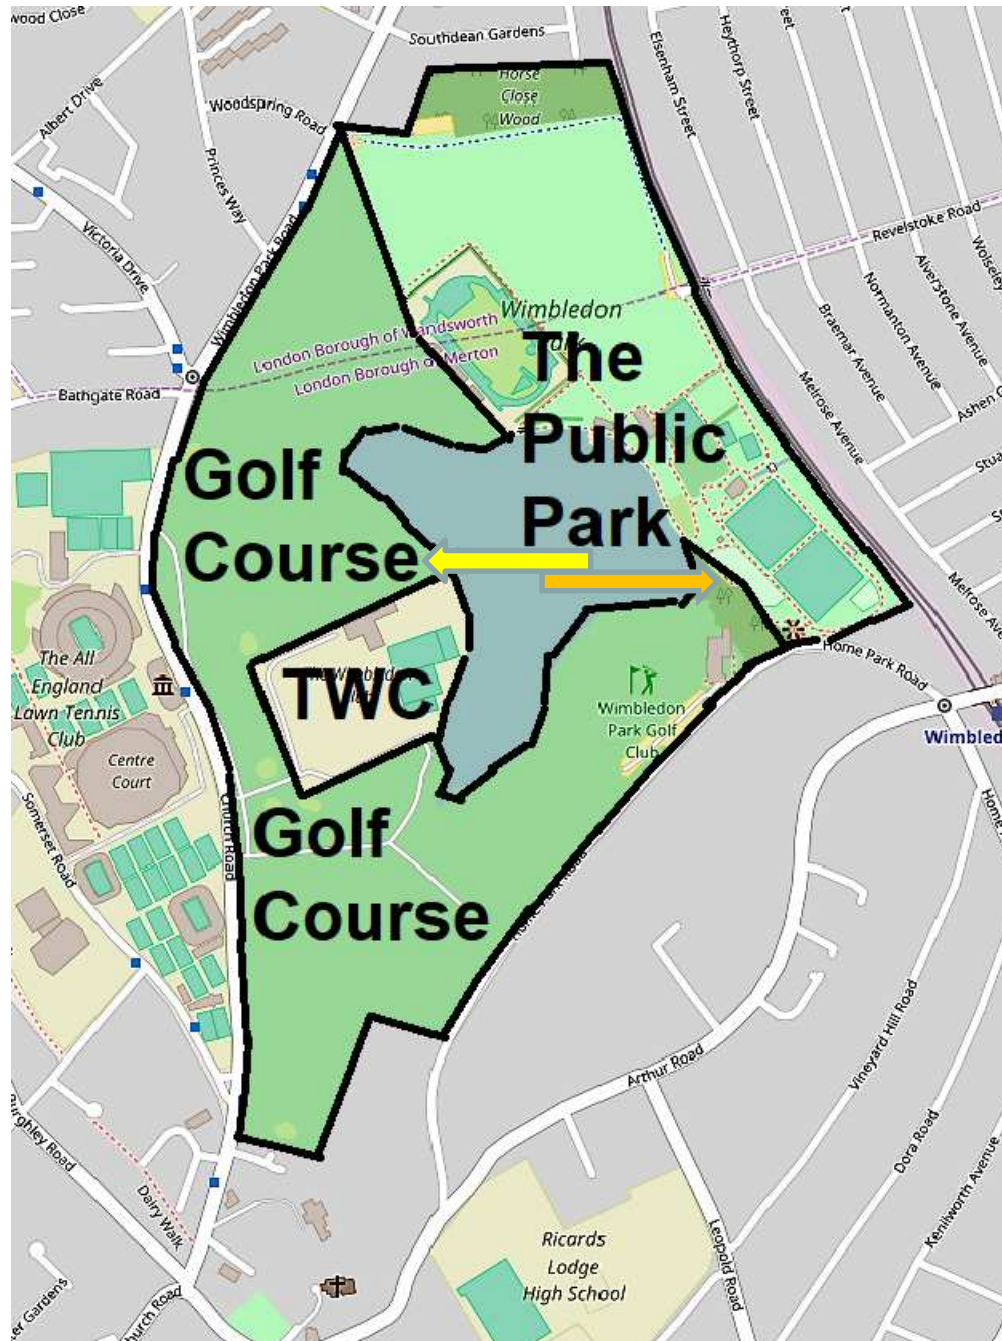 wood Close
Southdean Gardens
Horse
Close
Wood
Albert Drive
Woodspring Road
Princes Way
Victoria Drive
Wimbledon Park Road
Elsenham Street
Heythorp Street
Revelstoke Road
Wolseley
Alverstone Avenue
Normanton Avenue
Braemar Avenue
Melrose Avenue
Ashen
Stua
Melrose Ave
Bathgate Road
London Borough of Wandsworth
London Borough of Merton
Wimbledon
The
Public
Park
Golf
Course
TWC
Golf
Course
The All
England
Lawn Tennis
Club
Centre
Court
Somerset Road
Church Road
Wimbledon
Park Golf
Club
Home Park Road
Wimbled
Home Park Road
Arthur Road
Vineyard Hill Road
Dora Road
Kenilworth Avenue
Leopold Road
Burghley Road
Dairy Walk
Church Road
er Gardens
Ricards
Lodge
High School